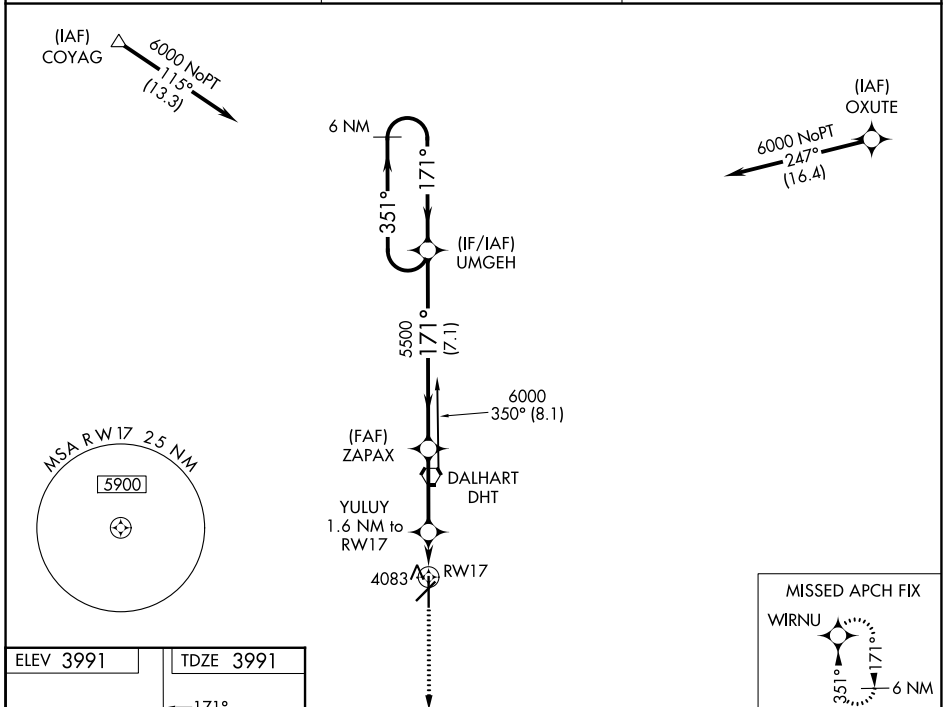 (IAF)
COYAG
6000 NoPT
115°
(13.3)
(IAF)
OXUTE
6000 NoPT
247°
(16.4)
6 NM
351°
171°
(IF/IAF)
UMGEH
5500
171°
(7.1)
6000
350° (8.1)
(FAF)
ZAPAX
DALHART
DHT
MSA RW17 25 NM
5900
YULUY
1.6 NM to
RW17
4083
RW17
MISSED APCH FIX
WIRNU
351°
171°
6 NM
ELEV 3991
TDZE 3991
171°